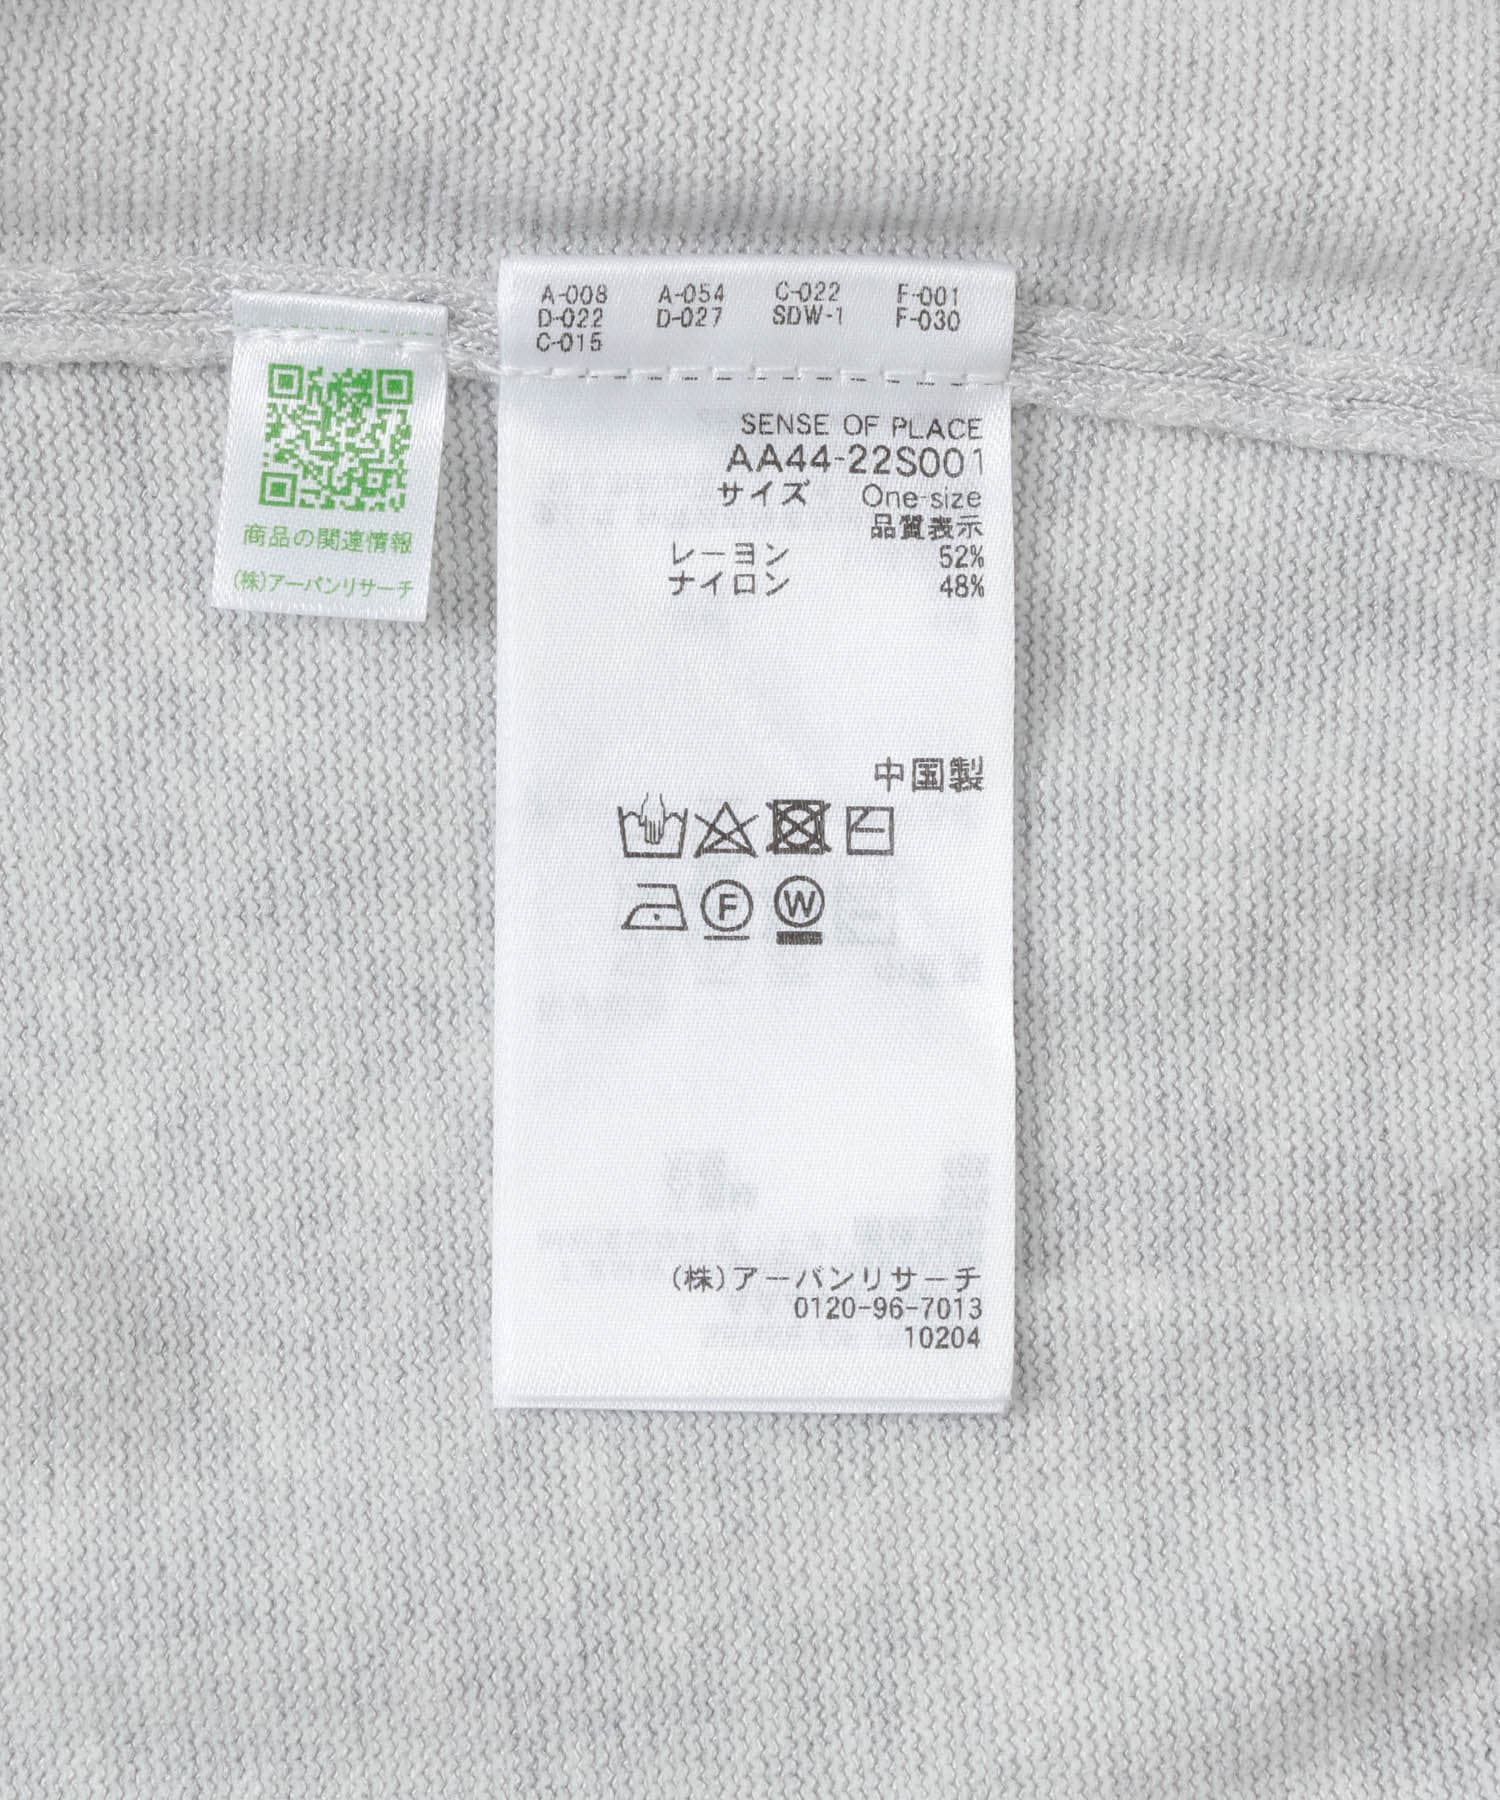 A-008 A-054 C-022 F-001
D-022 D-027 SDW-1 F-030
C-015
商品の関連情報
(株)アーバンリサーチ
SENSE OF PLACE
AA44-22S001
サイズ One-size
品質表示
レーヨン 52%
ナイロン 48%
中国製
F W
(株)アーバンリサーチ
0120-96-7013
10204